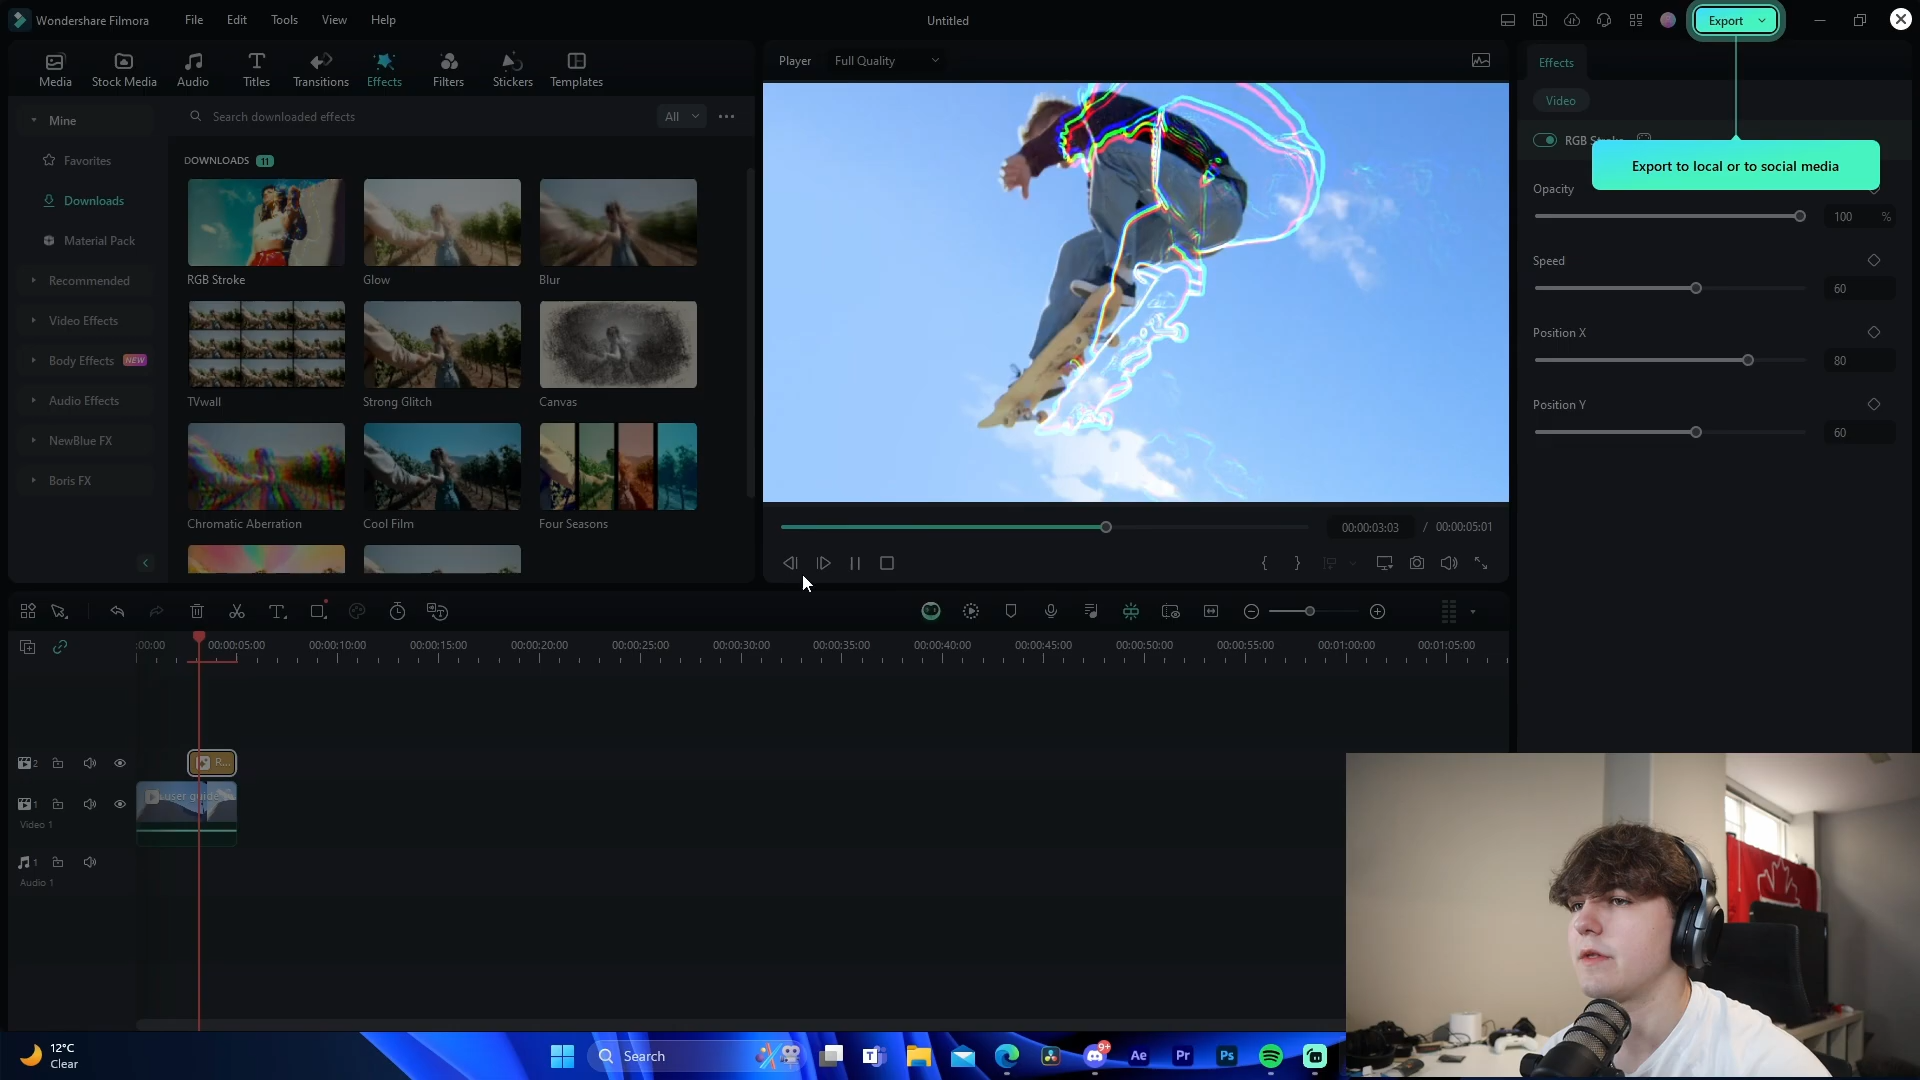 Wondershare Filmora
File Edit Tools View Help
Untitled
Export
Media Stock Media Audio Titles Transitions Effects Filters Stickers Templates
Player Full Quality
Effects
Video
RGB
Export to local or to social media
Mine
Favorites
Downloads
Material Pack
Recommended
Video Effects
Body Effects NEW
Audio Effects
NewBlue FX
Boris FX
Search downloaded effects
All
DOWNLOADS 11
RGB Stroke Glow Blur
TVwall Strong Glitch Canvas
Chromatic Aberration Cool Film Four Seasons
Opacity
100 %
Speed
60
Position X
80
Position Y
60
00:00:03:03 / 00:00:05:01
:00:00 00:00:05:00 00:00:10:00 00:00:15:00 00:00:20:00 00:00:25:00 00:00:30:00 00:00:35:00 00:00:40:00 00:00:45:00 00:00:50:00 00:00:55:00 00:01:00:00 00:01:05:00
2
R...
1
user guide
Video 1
1
Audio 1
12°C
Clear
Search
T
9+
Ae
Pr
Ps